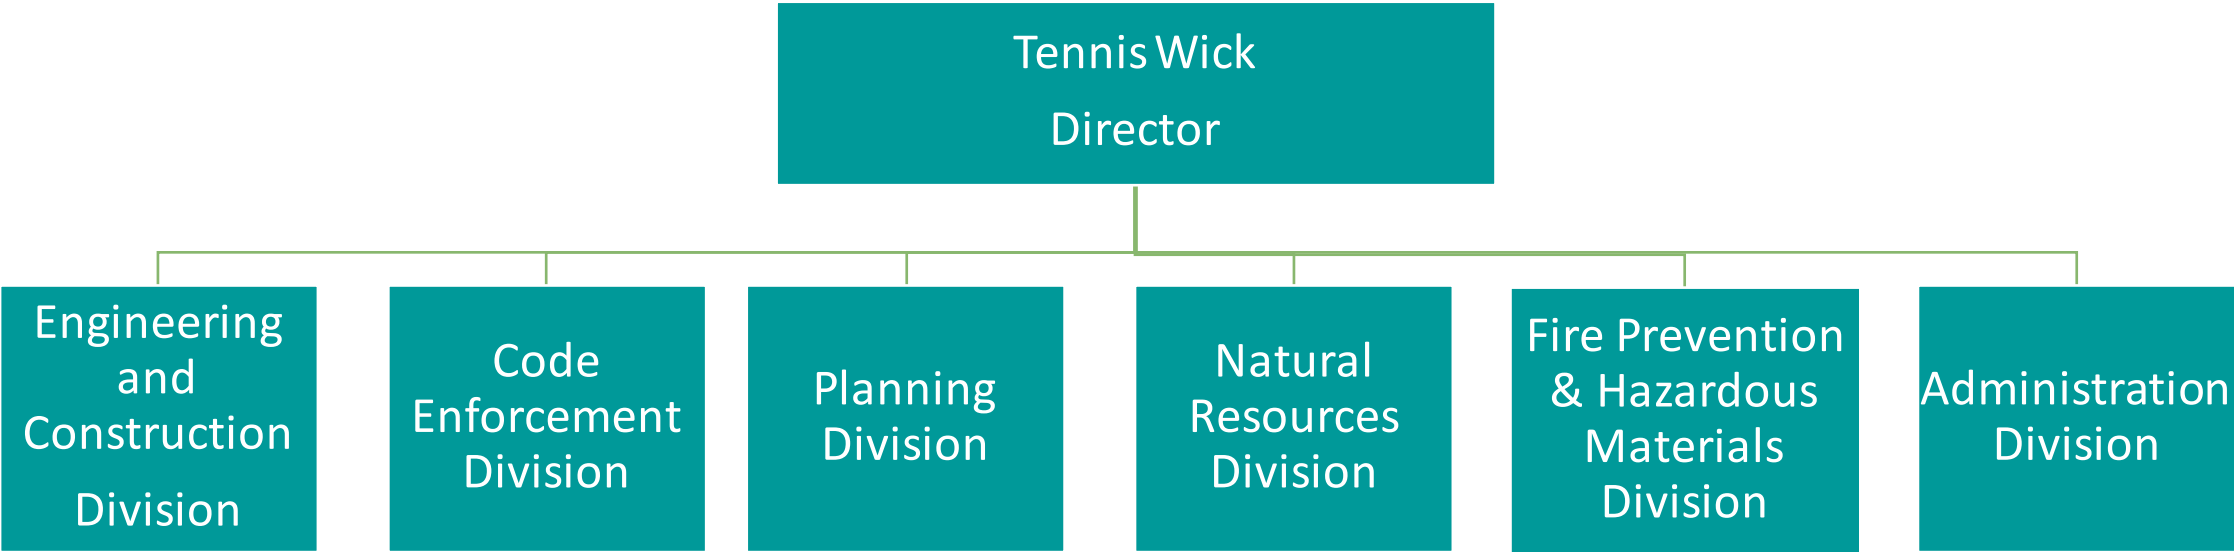 Tennis Wick
Director
Engineering
and
Construction
Division
Code
Enforcement
Division
Planning
Division
Natural
Resources
Division
Fire Prevention
& Hazardous
Materials
Division
Administration
Division